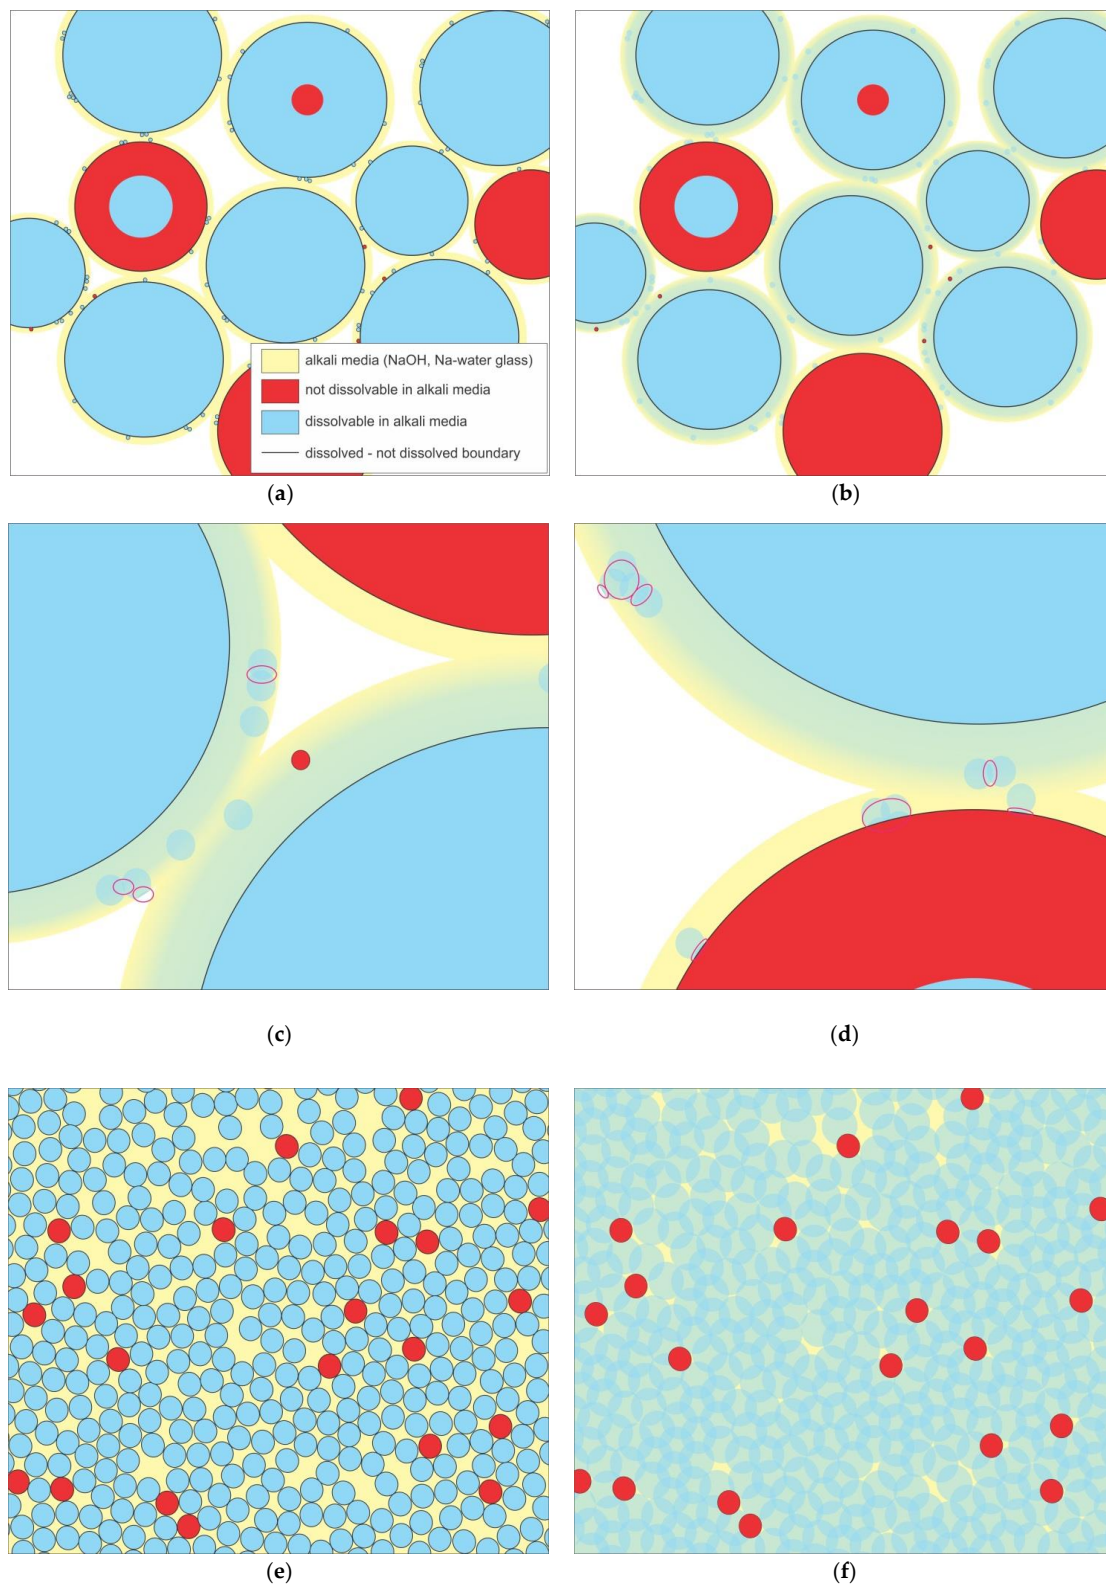 alkali media (NaOH, Na-water glass)
not dissolvable in alkali media
dissolvable in alkali media
dissolved - not dissolved boundary
(a)
(b)
(c)
(d)
(e)
(f)